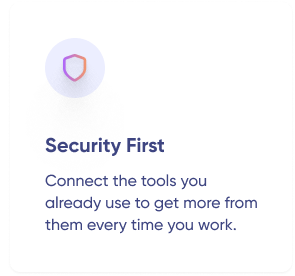 Security First
Connect the tools you
already use to get more from
them every time you work.